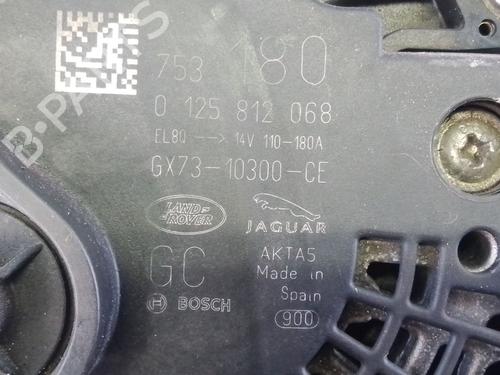 753 180
0 125 812 068
EL8Q --> 14V 110-180A
GX73-10300-CE
LAND ROVER
JAGUAR
GC
AKTA5
Made in
Spain
BOSCH
900
B-PARTS